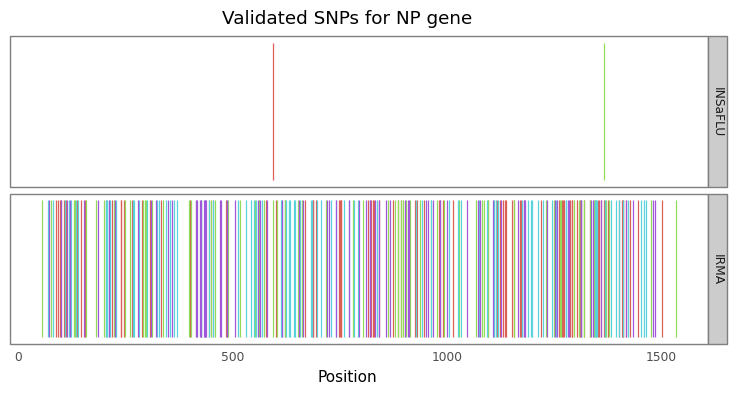 Validated SNPs for NP gene
INSaFLU
IRMA
0 500 1000 1500
Position